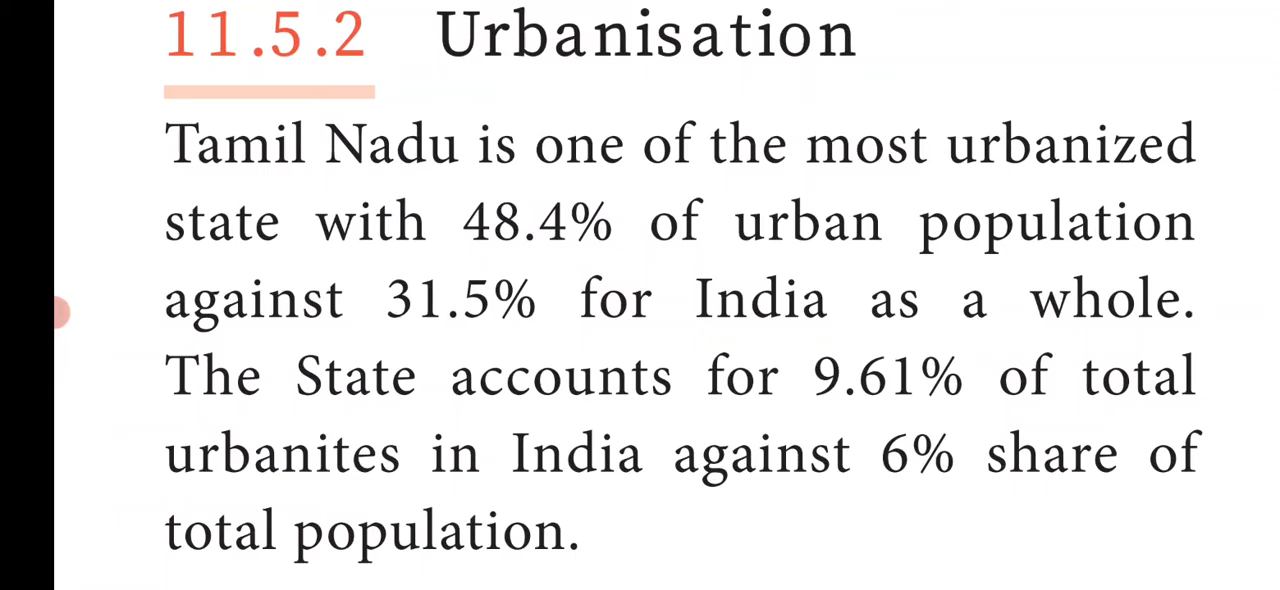 11.5.2 Urbanisation
Tamil Nadu is one of the most urbanized
state with 48.4% of urban population
against 31.5% for India as a whole.
The State accounts for 9.61% of total
urbanites in India against 6% share of
total population.